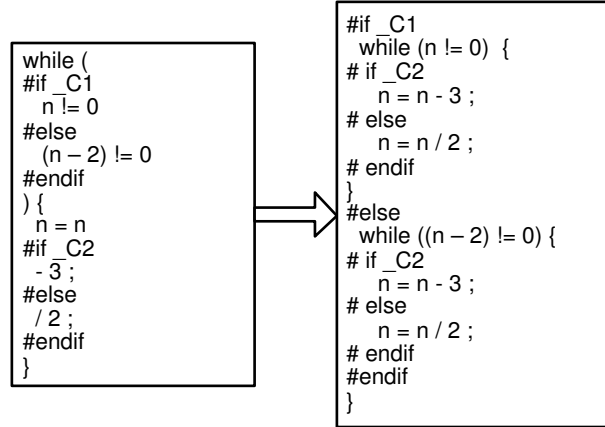 while (
#if _C1
n != 0
#else
(n – 2) != 0
#endif
) {
n = n
#if _C2
- 3 ;
#else
/ 2 ;
#endif
}
#if _C1
while (n != 0) {
# if _C2
n = n - 3 ;
# else
n = n / 2 ;
# endif
}
#else
while ((n – 2) != 0) {
# if _C2
n = n - 3 ;
# else
n = n / 2 ;
# endif
#endif
}